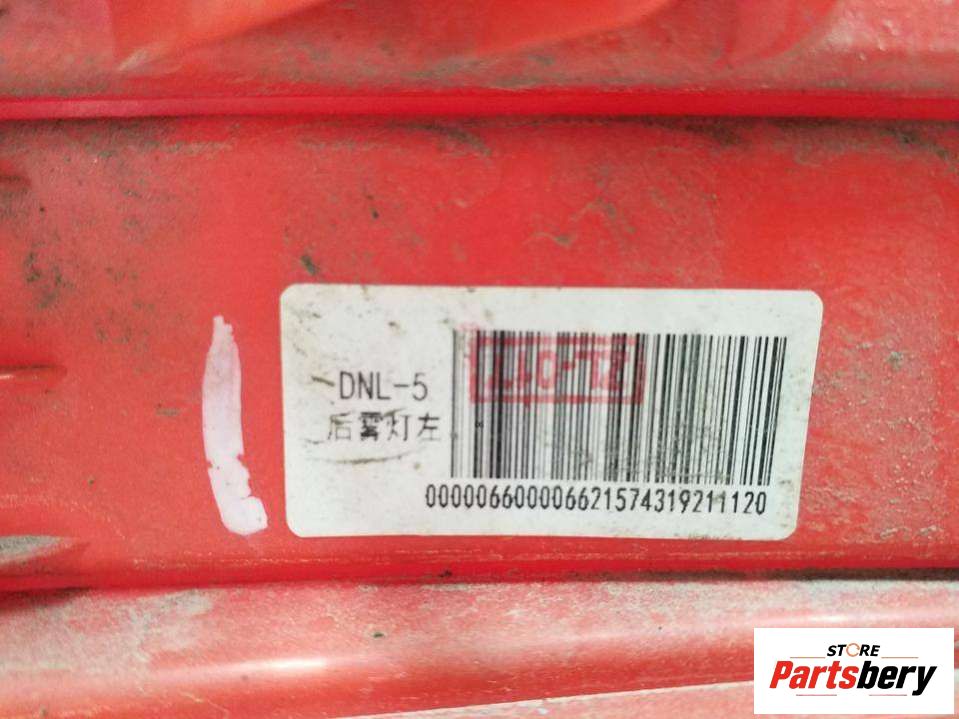 DNL-5
后雾灯左
000006600006621574319211120
STORE
Partsbery